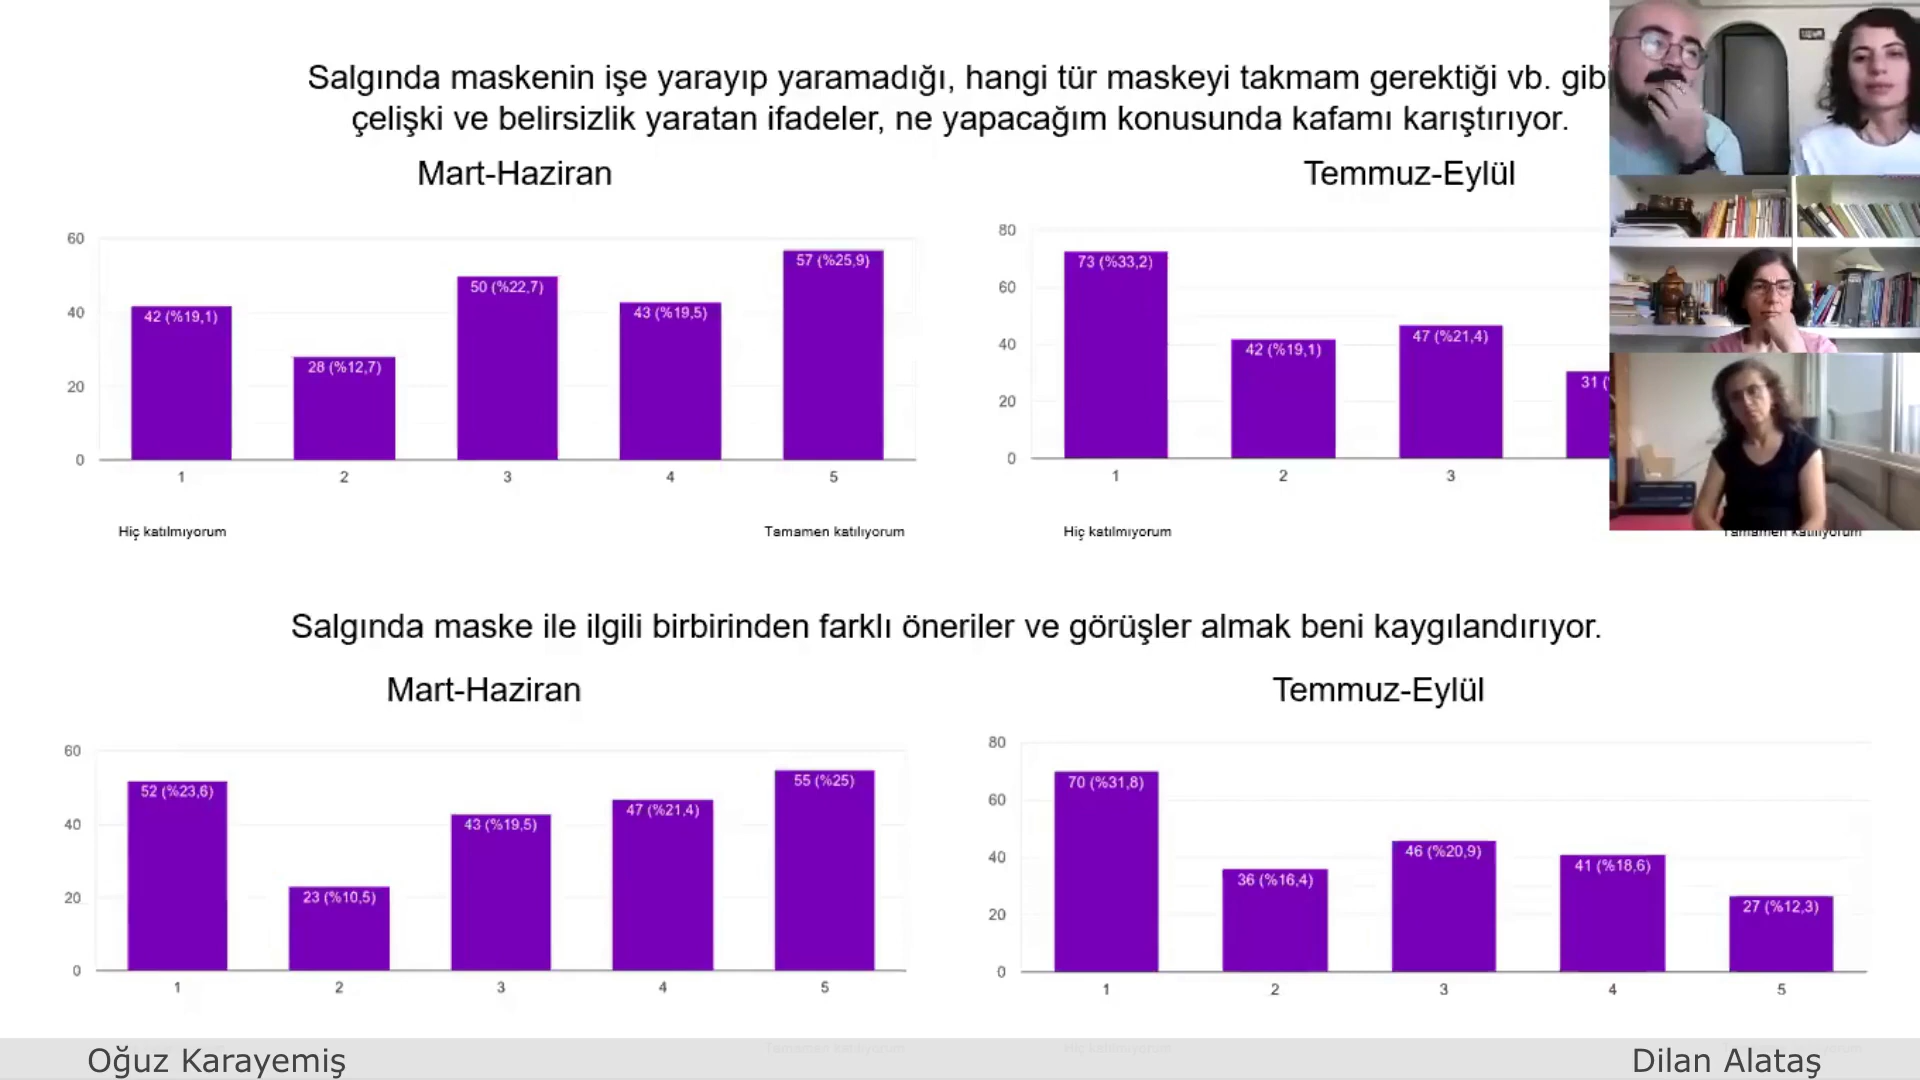 Salgında maskenin işe yarayıp yaramadığı, hangi tür maskeyi takmam gerektiği vb. gibi
çelişki ve belirsizlik yaratan ifadeler, ne yapacağım konusunda kafamı karıştırıyor.
Mart-Haziran
60
40
20
0
42 (%19,1)
28 (%12,7)
50 (%22,7)
43 (%19,5)
57 (%25,9)
1 2 3 4 5
Hiç katılmıyorum Tamamen katılıyorum
Temmuz-Eylül
80
60
40
20
0
73 (%33,2)
42 (%19,1)
47 (%21,4)
31 (
1 2 3
Hiç katılmıyorum Tamamen katılıyorum
Salgında maske ile ilgili birbirinden farklı öneriler ve görüşler almak beni kaygılandırıyor.
Mart-Haziran
60
40
20
0
52 (%23,6)
23 (%10,5)
43 (%19,5)
47 (%21,4)
55 (%25)
1 2 3 4 5
Temmuz-Eylül
80
60
40
20
0
70 (%31,8)
36 (%16,4)
46 (%20,9)
41 (%18,6)
27 (%12,3)
1 2 3 4 5
Tamamen katılıyorum Hiç katılmıyorum
Oğuz Karayemiş Dilan Alataş